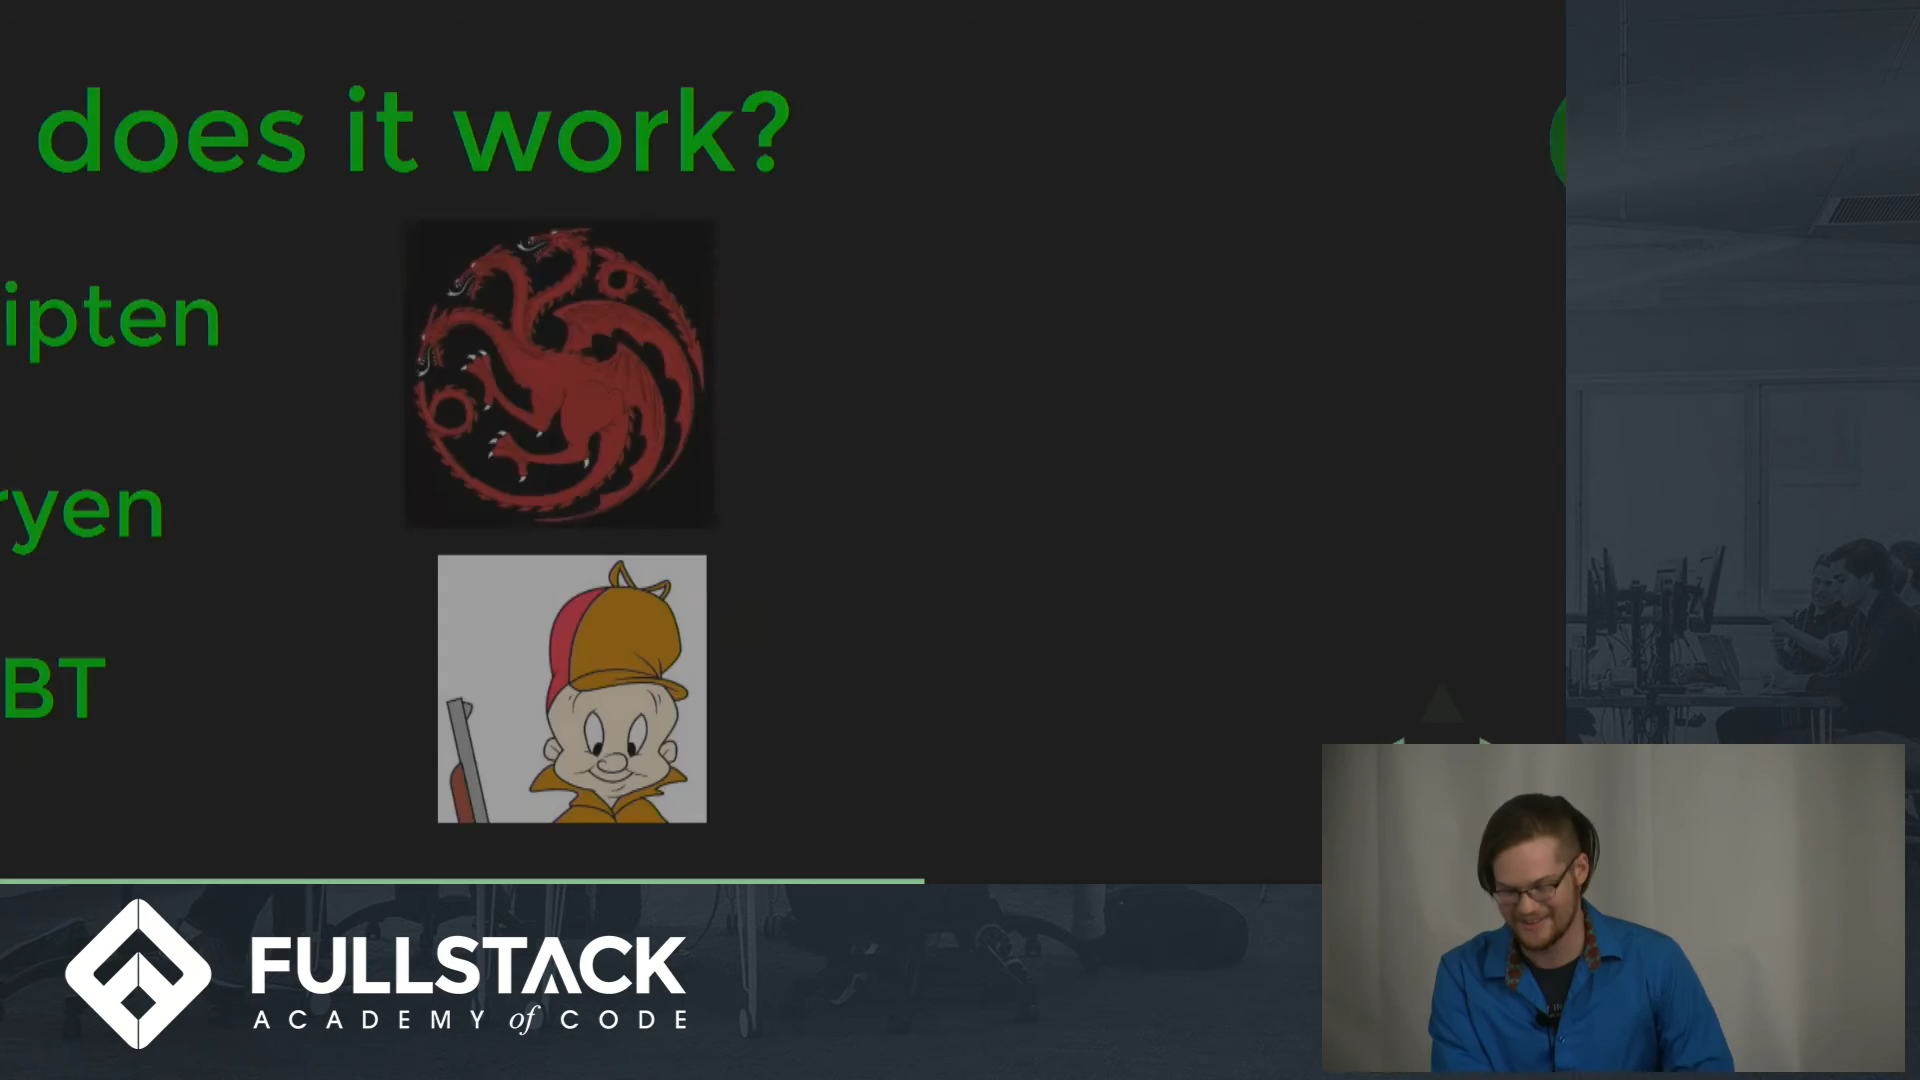 does it work?
ipten
ryen
BT
FULLSTACK
ACADEMY of CODE